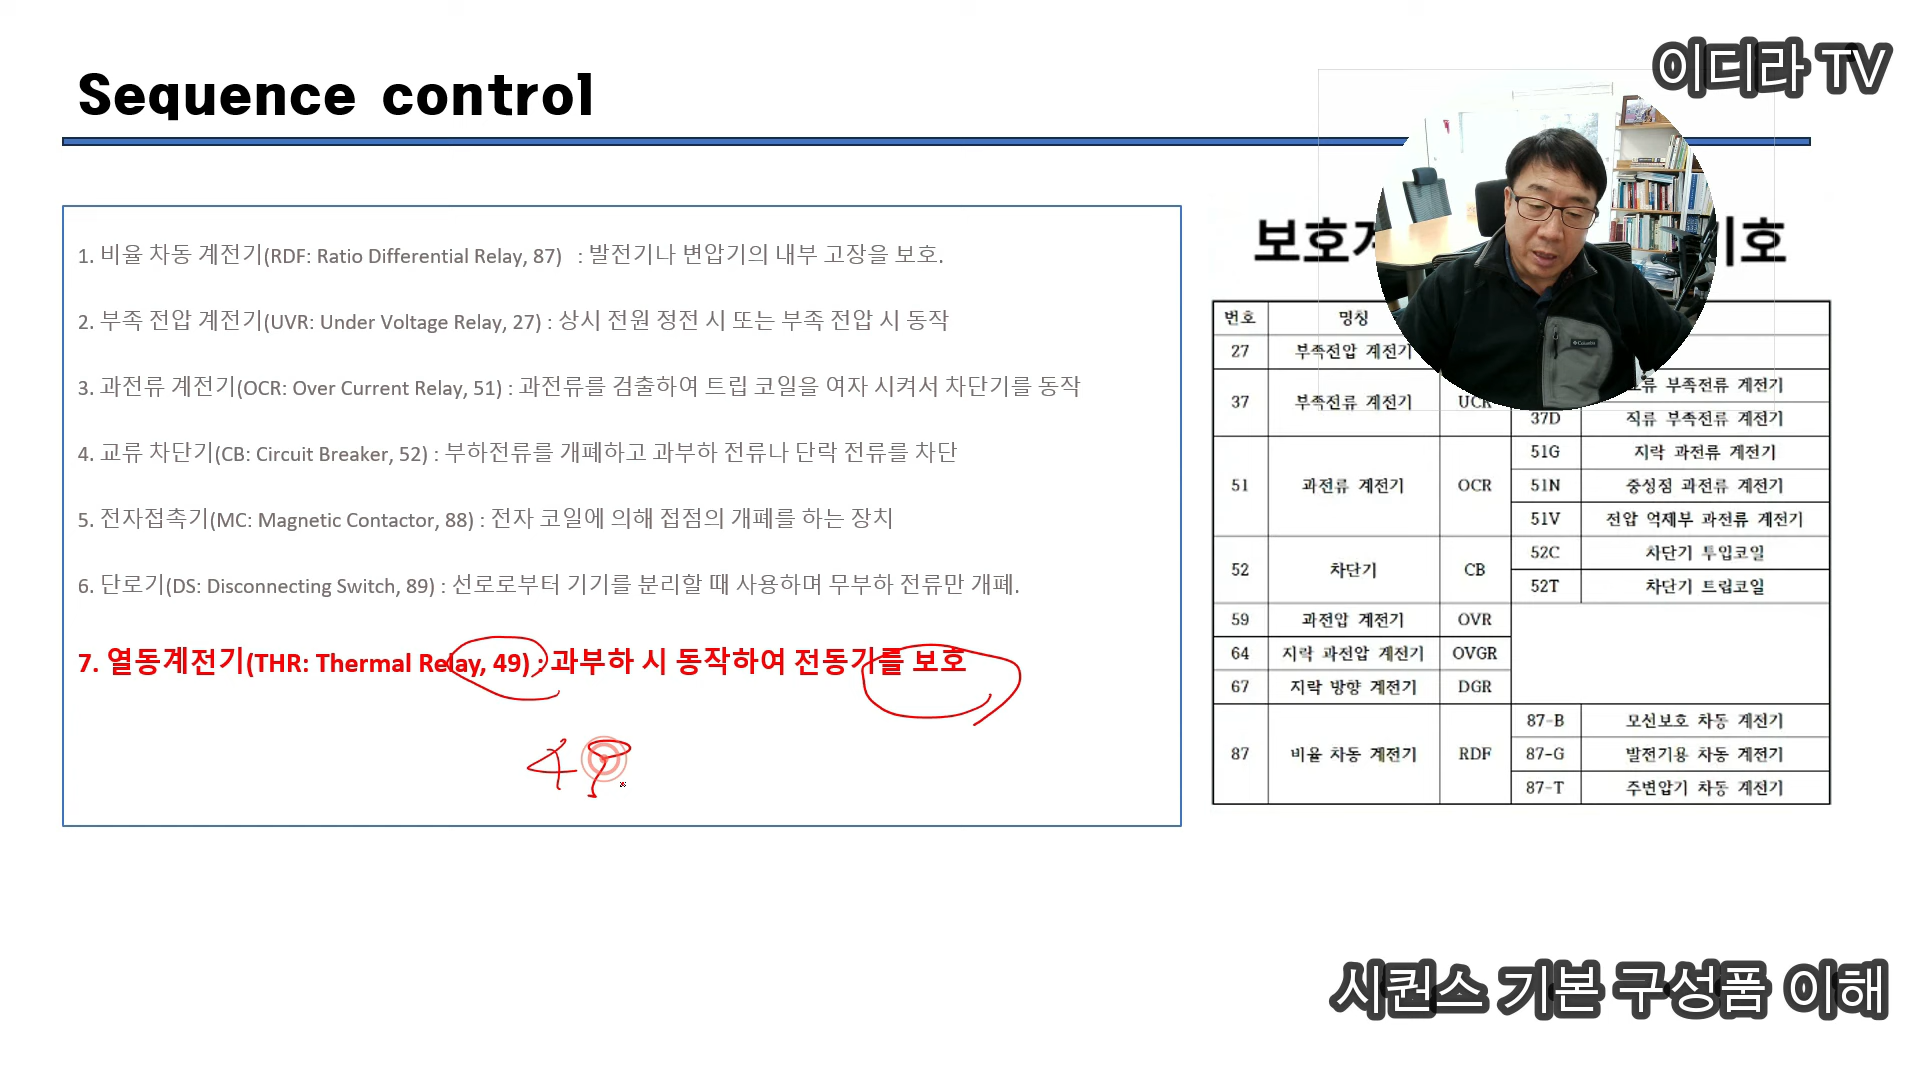 이디라 TV
Sequence control
1. 비율 차동 계전기(RDF: Ratio Differential Relay, 87) : 발전기나 변압기의 내부 고장을 보호.
2. 부족 전압 계전기(UVR: Under Voltage Relay, 27) : 상시 전원 정전 시 또는 부족 전압 시 동작
3. 과전류 계전기(OCR: Over Current Relay, 51) : 과전류를 검출하여 트립 코일을 여자 시켜서 차단기를 동작
4. 교류 차단기(CB: Circuit Breaker, 52) : 부하전류를 개폐하고 과부하 전류나 단락 전류를 차단
5. 전자접촉기(MC: Magnetic Contactor, 88) : 전자 코일에 의해 접점의 개폐를 하는 장치
6. 단로기(DS: Disconnecting Switch, 89) : 선로로부터 기기를 분리할 때 사용하며 무부하 전류만 개폐.
7. 열동계전기(THR: Thermal Relay, 49) : 과부하 시 동작하여 전동기를 보호
보호 기호
번호 명칭
27 부족전압 계전기
37 부족전류 계전기 UCR 류 부족전류 계전기
37D 직류 부족전류 계전기
51 과전류 계전기 OCR 51G 지락 과전류 계전기
51N 중성점 과전류 계전기
51V 전압 억제부 과전류 계전기
52 차단기 CB 52C 차단기 투입코일
52T 차단기 트립코일
59 과전압 계전기 OVR
64 지락 과전압 계전기 OVGR
67 지락 방향 계전기 DGR
87 비율 차동 계전기 RDF 87-B 모선보호 차동 계전기
87-G 발전기용 차동 계전기
87-T 주변압기 차동 계전기
시퀀스 기본 구성품 이해